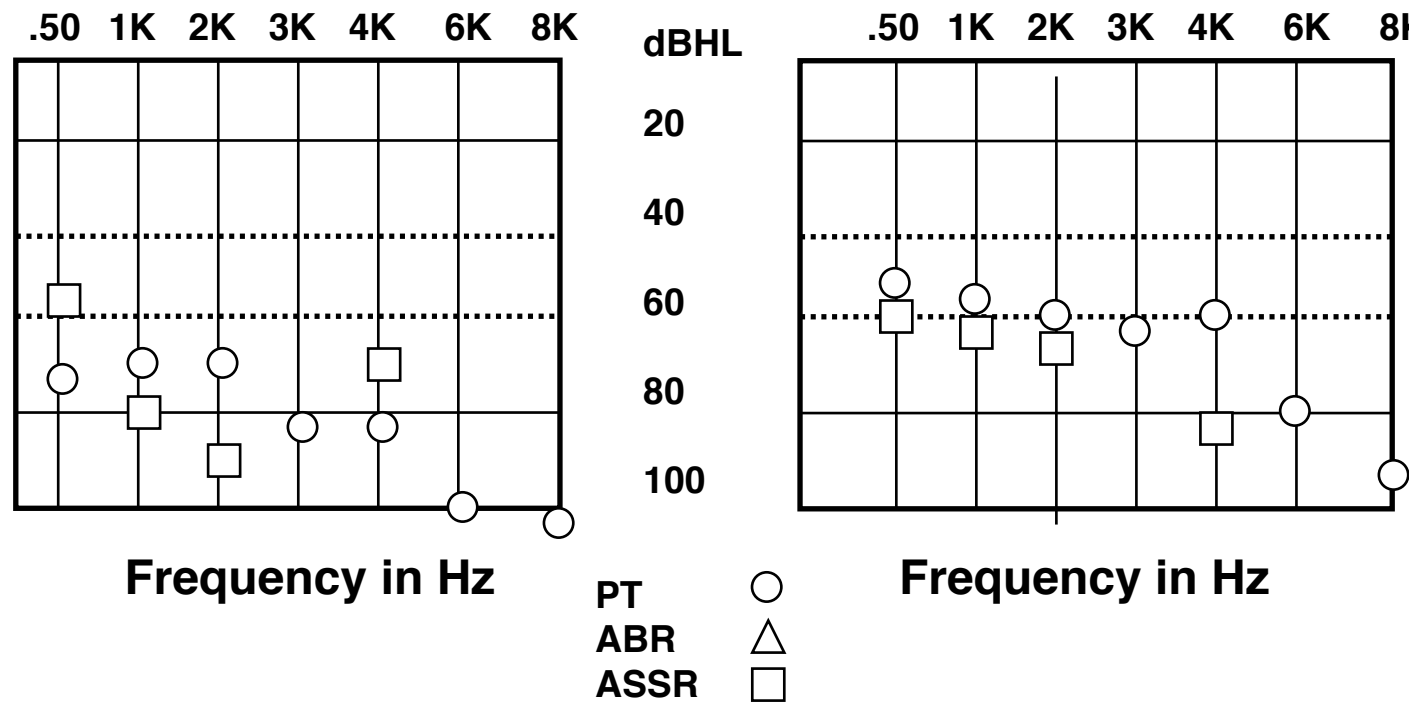 .50 1K 2K 3K 4K 6K 8K
dBHL
20
40
60
80
100
Frequency in Hz
.50 1K 2K 3K 4K 6K 8K
Frequency in Hz
PT
ABR
ASSR